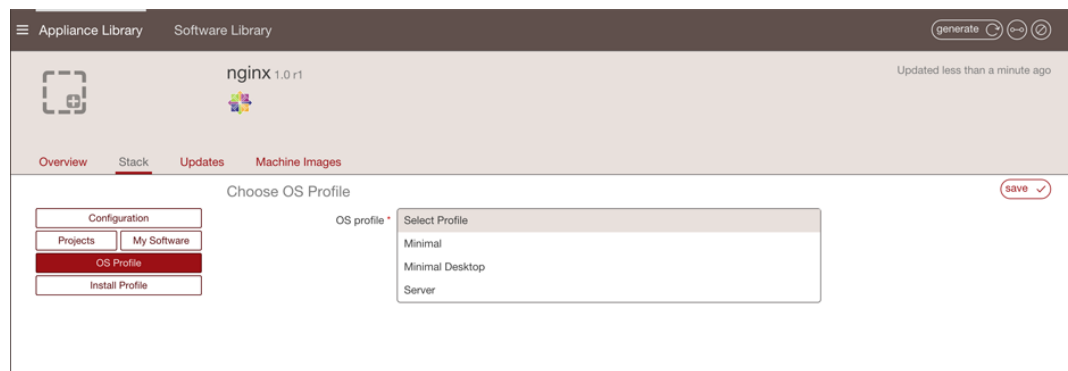 Appliance Library Software Library generate
nginx 1.0 r1 Updated less than a minute ago
Overview Stack Updates Machine Images
Choose OS Profile save
Configuration OS profile * Select Profile
Projects My Software Minimal
OS Profile Minimal Desktop
Install Profile Server